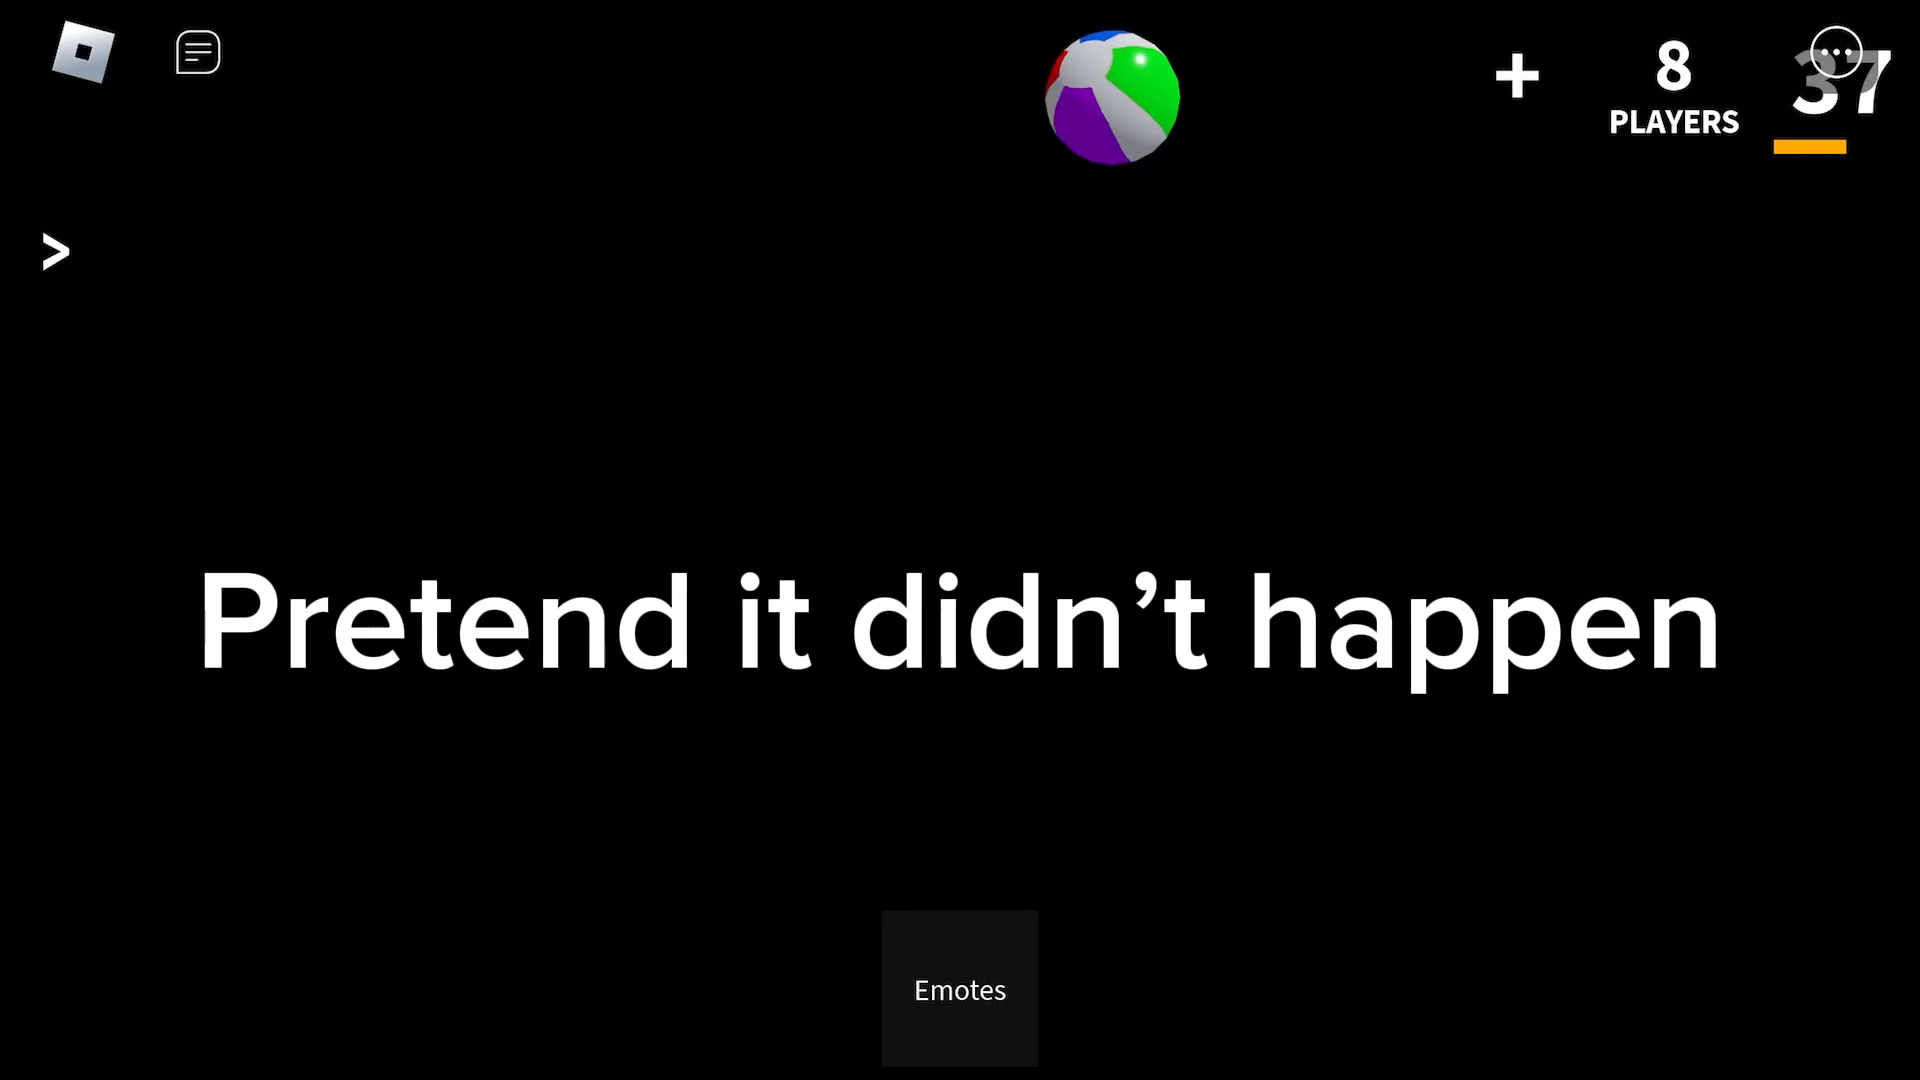 8
PLAYERS
37
>
Pretend it didn’t happen
Emotes